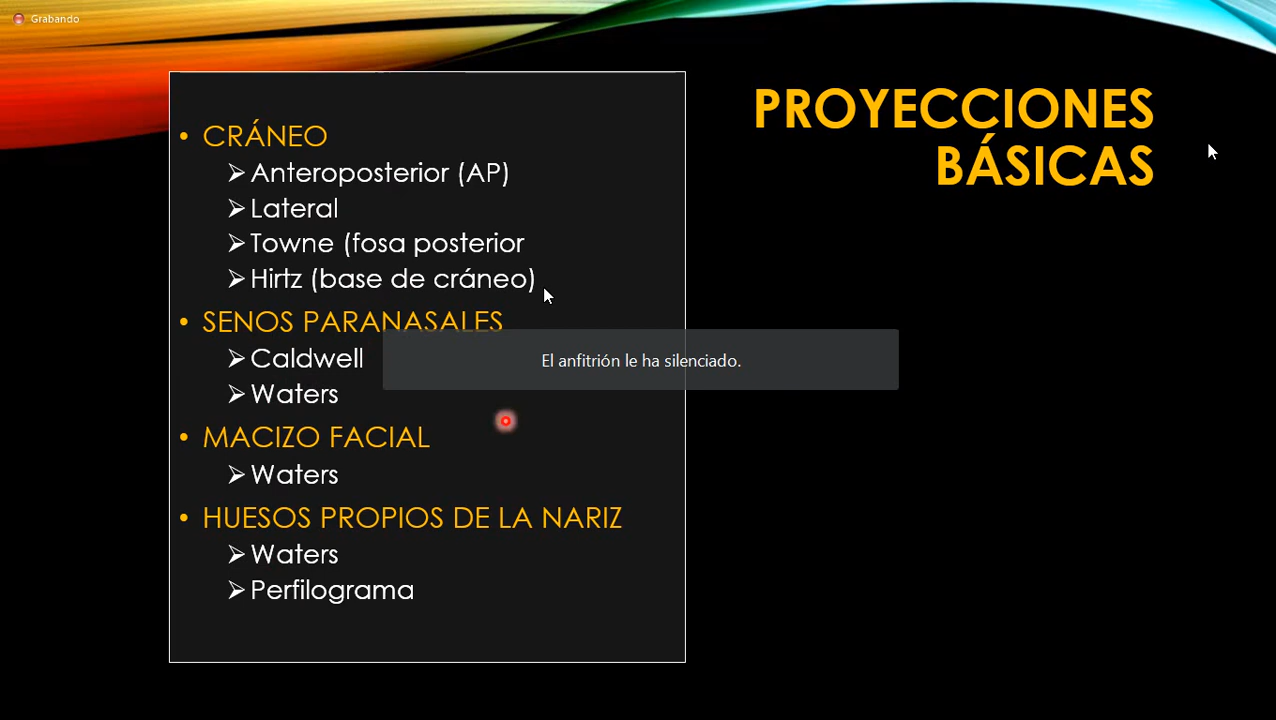 Grabando
PROYECCIONES
BÁSICAS
• CRÁNEO
➢ Anteroposterior (AP)
➢ Lateral
➢ Towne (fosa posterior
➢ Hirtz (base de cráneo)
• SENOS PARANASALES
➢ Caldwell
➢ Waters
• MACIZO FACIAL
➢ Waters
• HUESOS PROPIOS DE LA NARIZ
➢ Waters
➢ Perfilograma
El anfitrión le ha silenciado.